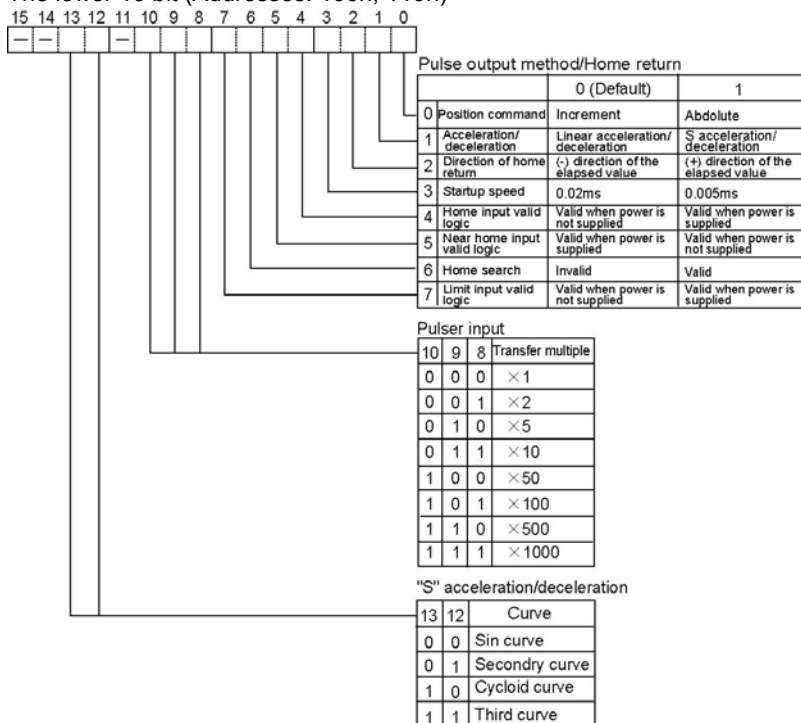 15 14 13 12 11 10 9 8 7 6 5 4 3 2 1 0
— — —
Pulse output method/Home return
0 (Default) 1
0 Position command Increment Abdolute
1 Acceleration/deceleration Linear acceleration/deceleration S acceleration/deceleration
2 Direction of home return (-) direction of the elapsed value (+) direction of the elapsed value
3 Startup speed 0.02ms 0.005ms
4 Home input valid logic Valid when power is not supplied Valid when power is supplied
5 Near home input valid logic Valid when power is supplied Valid when power is not supplied
6 Home search Invalid Valid
7 Limit input valid logic Valid when power is not supplied Valid when power is supplied
Pulser input
10 9 8 Transfer multiple
0 0 0 ×1
0 0 1 ×2
0 1 0 ×5
0 1 1 ×10
1 0 0 ×50
1 0 1 ×100
1 1 0 ×500
1 1 1 ×1000
"S" acceleration/deceleration
13 12 Curve
0 0 Sin curve
0 1 Secondry curve
1 0 Cycloid curve
1 1 Third curve